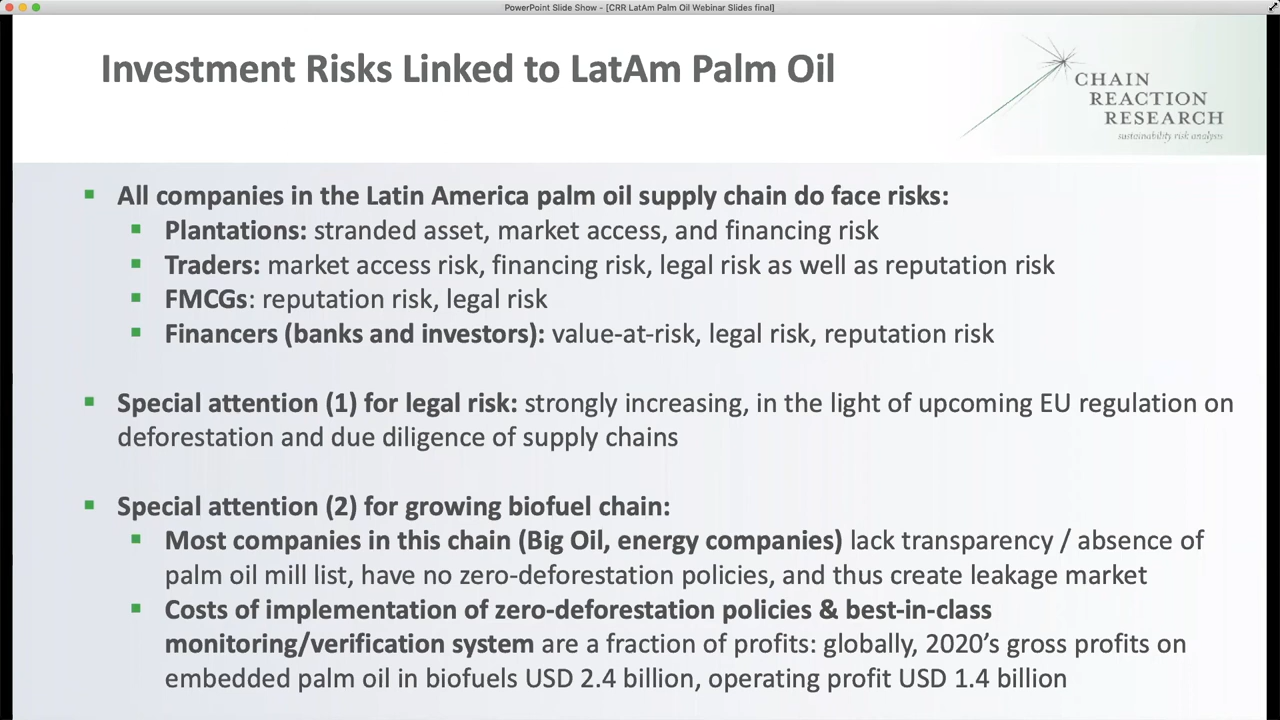 PowerPoint Slide Show - [CRR LatAm Palm Oil Webinar Slides final]
Investment Risks Linked to LatAm Palm Oil
CHAIN
REACTION
RESEARCH
sustainability risk analysis
▪ All companies in the Latin America palm oil supply chain do face risks:
▪ Plantations: stranded asset, market access, and financing risk
▪ Traders: market access risk, financing risk, legal risk as well as reputation risk
▪ FMCGs: reputation risk, legal risk
▪ Financers (banks and investors): value-at-risk, legal risk, reputation risk
▪ Special attention (1) for legal risk: strongly increasing, in the light of upcoming EU regulation on
deforestation and due diligence of supply chains
▪ Special attention (2) for growing biofuel chain:
▪ Most companies in this chain (Big Oil, energy companies) lack transparency / absence of
palm oil mill list, have no zero-deforestation policies, and thus create leakage market
▪ Costs of implementation of zero-deforestation policies & best-in-class
monitoring/verification system are a fraction of profits: globally, 2020’s gross profits on
embedded palm oil in biofuels USD 2.4 billion, operating profit USD 1.4 billion